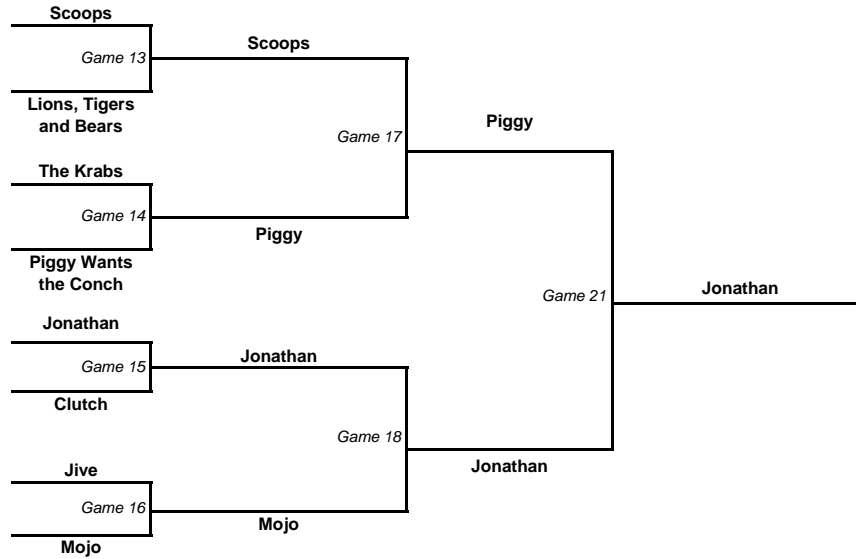 Scoops
Game 13
Scoops
Lions, Tigers
and Bears
Game 17
Piggy
The Krabs
Game 14
Piggy
Piggy Wants
the Conch
Game 21
Jonathan
Jonathan
Game 15
Jonathan
Clutch
Game 18
Jonathan
Jive
Game 16
Mojo
Mojo